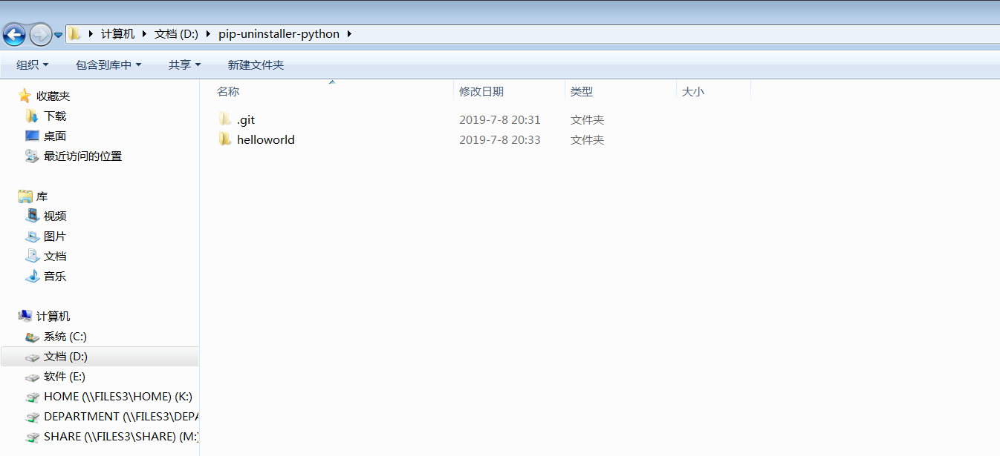 计算机 文档 (D:) pip-uninstaller-python
组织 包含到库中 共享 新建文件夹
收藏夹
下载
桌面
最近访问的位置
库
视频
图片
文档
音乐
计算机
系统 (C:)
文档 (D:)
软件 (E:)
HOME (\\FILES3\HOME) (K:)
DEPARTMENT (\\FILES3\DEPA
SHARE (\\FILES3\SHARE) (M:)
名称 修改日期 类型 大小
.git 2019-7-8 20:31 文件夹
helloworld 2019-7-8 20:33 文件夹